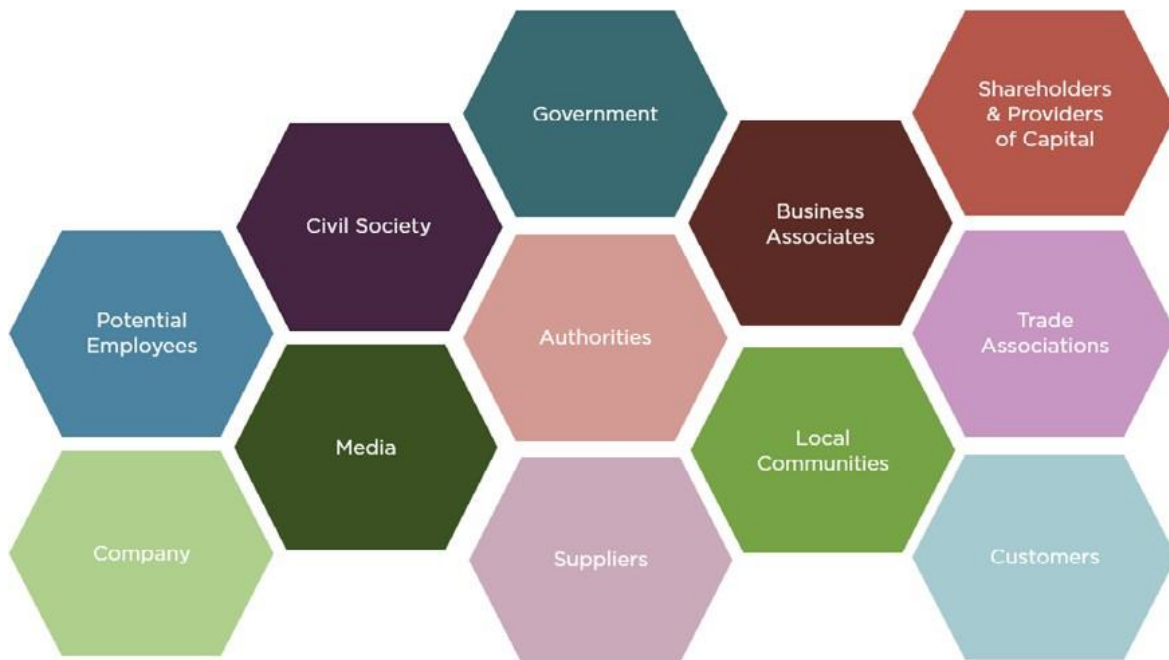 Government
Shareholders
& Providers
of Capital
Civil Society
Business
Associates
Potential
Employees
Authorities
Trade
Associations
Media
Local
Communities
Company
Suppliers
Customers